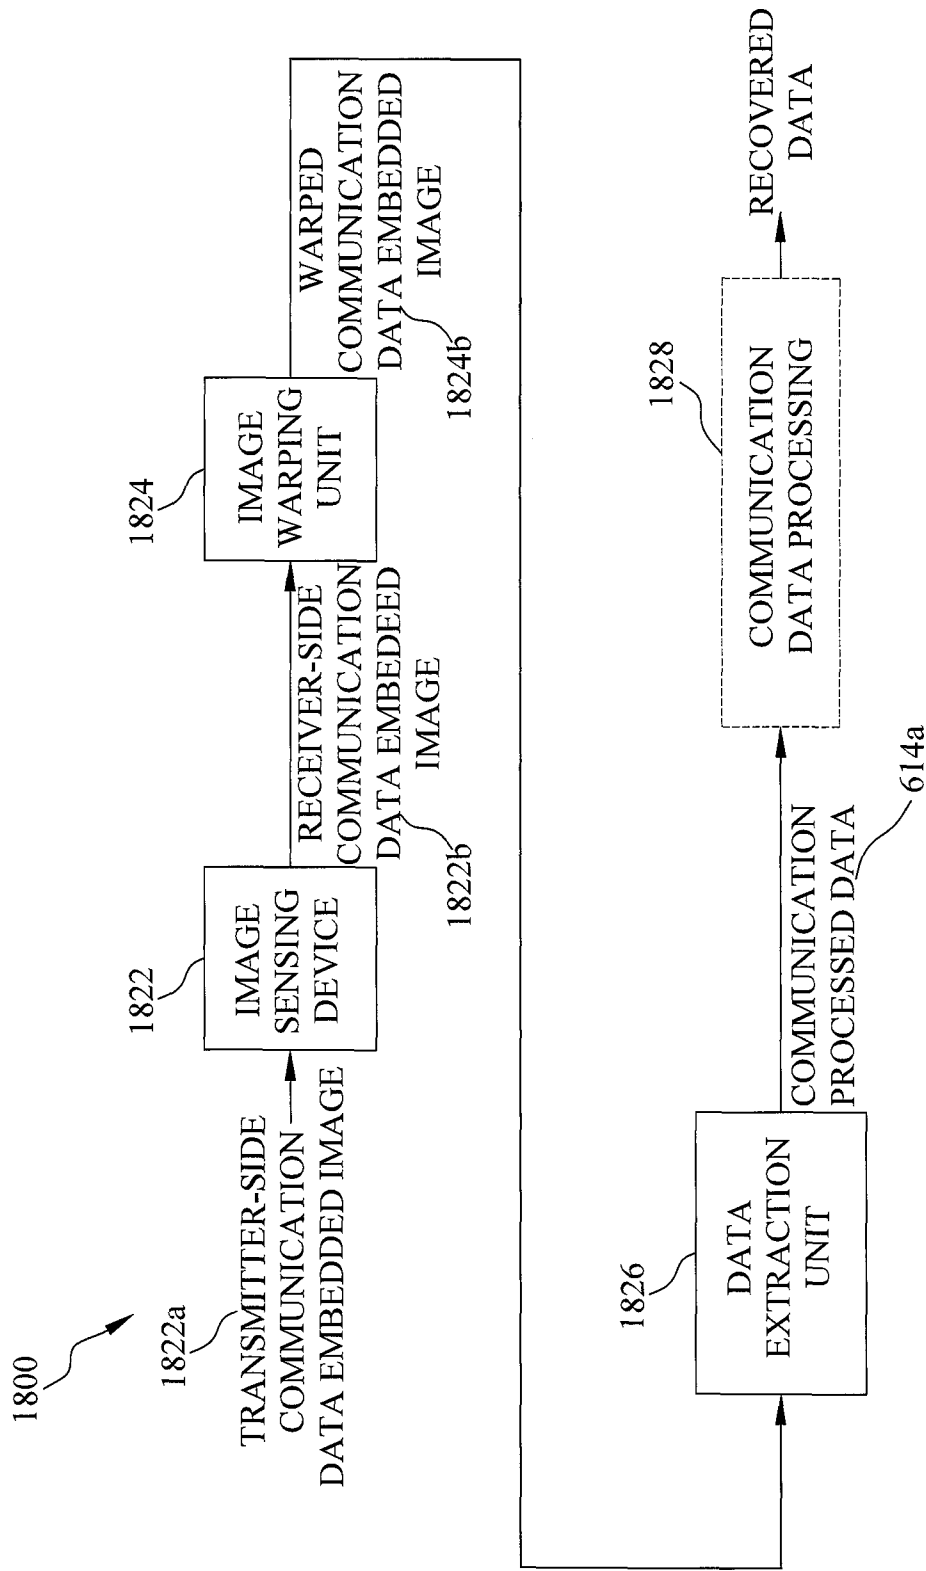 1800
1822a
TRANSMITTER-SIDE
COMMUNICATION
DATA EMBEDDED IMAGE
1822
IMAGE
SENSING
DEVICE
RECEIVER-SIDE
COMMUNICATION
DATA EMBEDEED
IMAGE
1822b
1824
IMAGE
WARPING
UNIT
WARPED
COMMUNICATION
DATA EMBEDDED
IMAGE
1824b
1826
DATA
EXTRACTION
UNIT
COMMUNICATION
PROCESSED DATA
614a
1828
COMMUNICATION
DATA PROCESSING
RECOVERED
DATA